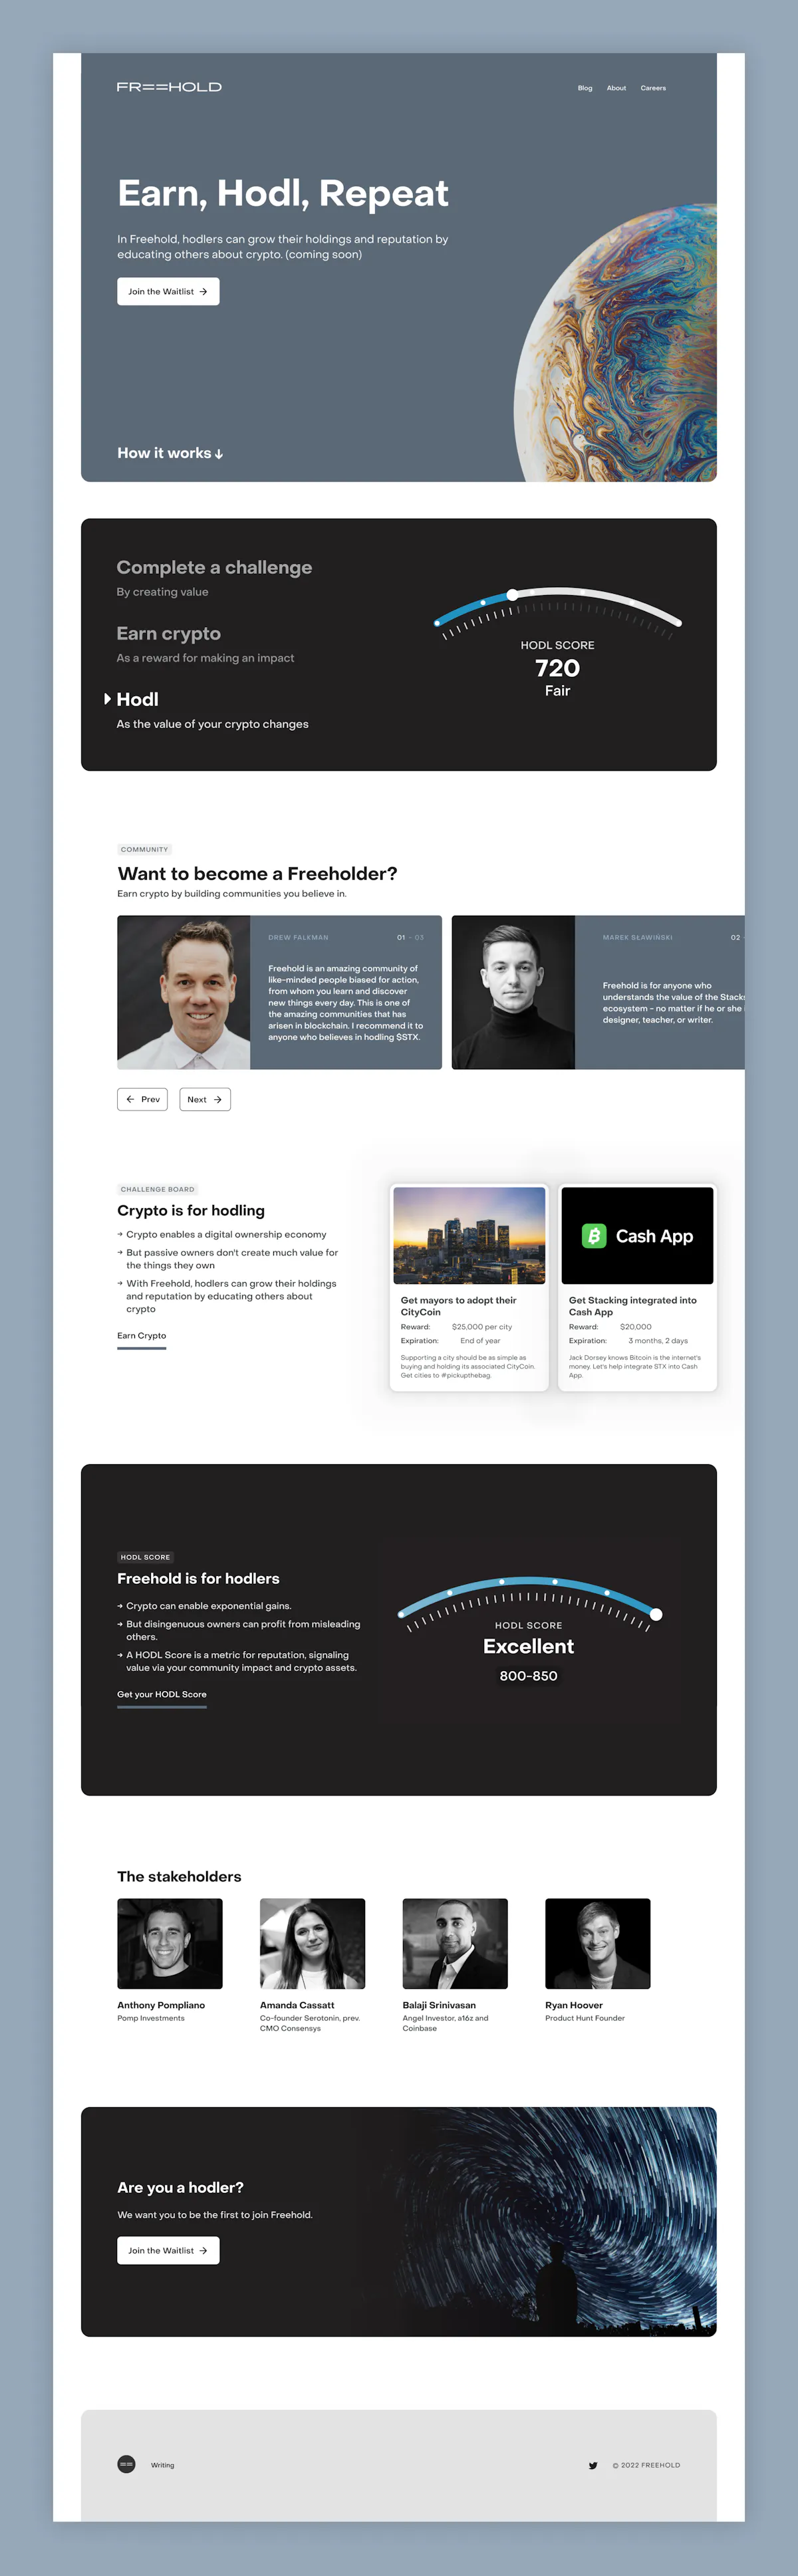 FREEHOLD
Blog About Careers
Earn, Hodl, Repeat
In Freehold, hodlers can grow their holdings and reputation by
educating others about crypto. (coming soon)
Join the Waitlist →
How it works ↓
Complete a challenge
By creating value
Earn crypto
As a reward for making an impact
Hodl
As the value of your crypto changes
HODL SCORE
720
Fair
COMMUNITY
Want to become a Freeholder?
Earn crypto by building communities you believe in.
DREW FALKMAN 01 - 03
Freehold is an amazing community of
like-minded people biased for action,
from whom you learn and discover
new things every day. This is one of
the amazing communities that has
arisen in blockchain. I recommend it to
anyone who believes in hodling $STX.
MAREK SŁAWIŃSKI 02 -
Freehold is for anyone who
understands the value of the Stacks
ecosystem - no matter if he or she
designer, teacher, or writer.
← Prev
Next →
CHALLENGE BOARD
Crypto is for hodling
→ Crypto enables a digital ownership economy
→ But passive owners don't create much value for
the things they own
→ With Freehold, hodlers can grow their holdings
and reputation by educating others about
crypto
Earn Crypto
Get mayors to adopt their
CityCoin
Reward: $25,000 per city
Expiration: End of year
Supporting a city should be as simple as
buying and holding its associated CityCoin.
Get cities to #pickupthebag.
Cash App
Get Stacking integrated into
Cash App
Reward: $20,000
Expiration: 3 months, 2 days
Jack Dorsey knows Bitcoin is the internet's
money. Let's help integrate STX into Cash
App.
HODL SCORE
Freehold is for hodlers
→ Crypto can enable exponential gains.
→ But disingenuous owners can profit from misleading
others.
→ A HODL Score is a metric for reputation, signaling
value via your community impact and crypto assets.
Get your HODL Score
HODL SCORE
Excellent
800-850
The stakeholders
Anthony Pompliano
Pomp Investments
Amanda Cassatt
Co-founder Serotonin, prev.
CMO Consensys
Balaji Srinivasan
Angel Investor, a16z and
Coinbase
Ryan Hoover
Product Hunt Founder
Are you a hodler?
We want you to be the first to join Freehold.
Join the Waitlist →
Writing
© 2022 FREEHOLD